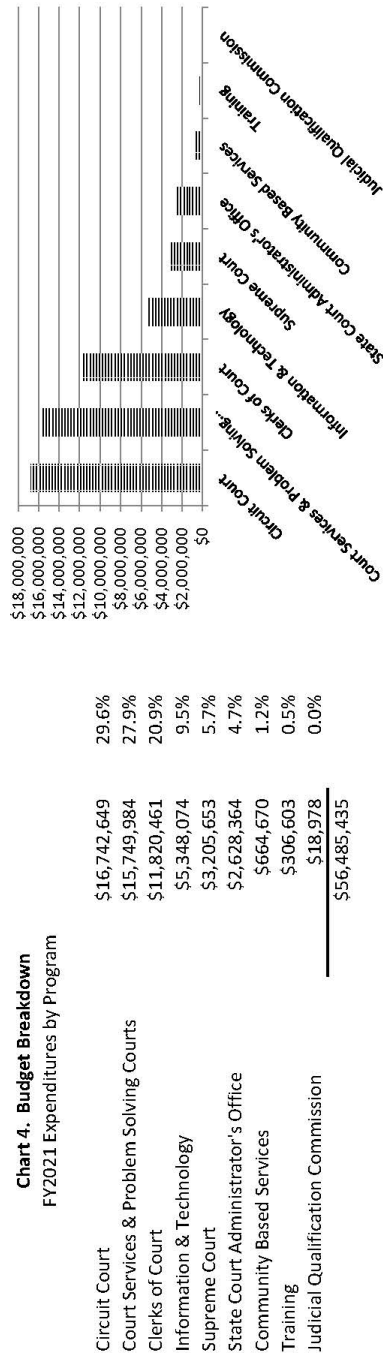 Chart 4.  Budget Breakdown
FY2021 Expenditures by Program
Circuit Court $16,742,649 29.6%
Court Services & Problem Solving Courts $15,749,984 27.9%
Clerks of Court $11,820,461 20.9%
Information & Technology $5,348,074 9.5%
Supreme Court $3,205,653 5.7%
State Court Administrator's Office $2,628,364 4.7%
Community Based Services $664,670 1.2%
Training $306,603 0.5%
Judicial Qualification Commission $18,978 0.0%
$56,485,435
$18,000,000
$16,000,000
$14,000,000
$12,000,000
$10,000,000
$8,000,000
$6,000,000
$4,000,000
$2,000,000
$0
Circuit Court
Court Services & Problem Solving...
Clerks of Court
Information & Technology
Supreme Court
State Court Administrator's Office
Community Based Services
Training
Judicial Qualification Commission